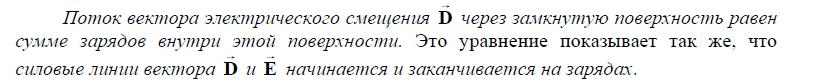 Поток вектора электрического смещения D⃗ через замкнутую поверхность равен
сумме зарядов внутри этой поверхности. Это уравнение показывает так же, что
силовые линии вектора D⃗ и E⃗ начинается и заканчивается на зарядах.